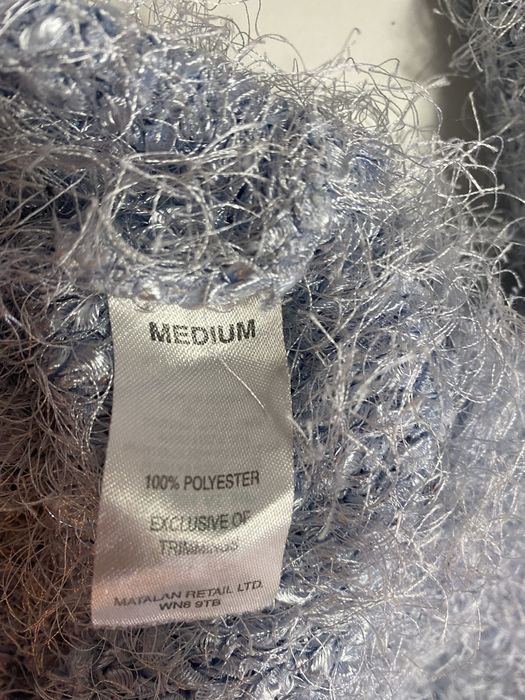 MEDIUM
100% POLYESTER
EXCLUSIVE OF
TRIMMINGS
MATALAN RETAIL LTD.
WN8 9TB